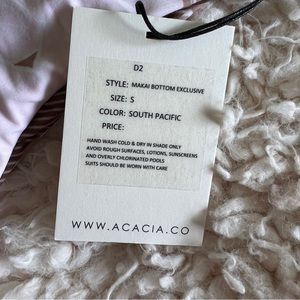 D2
STYLE: MAKAI BOTTOM EXCLUSIVE
SIZE: S
COLOR: SOUTH PACIFIC
PRICE:
HAND WASH COLD & DRY IN SHADE ONLY
AVOID ROUGH SURFACES, LOTIONS, SUNSCREENS
AND OVERLY CHLORINATED POOLS
SUITS SHOULD BE WORN WITH CARE
WWW.ACACIA.CO